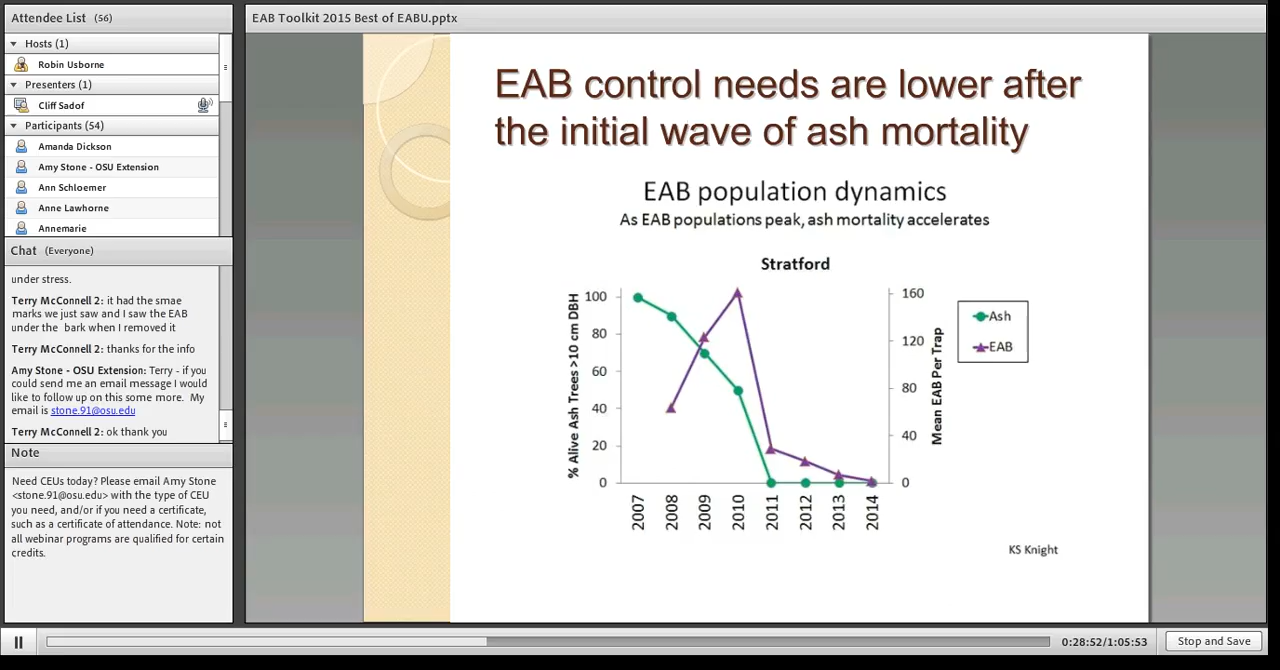 Attendee List (56)
Hosts (1)
Robin Usborne
Presenters (1)
Cliff Sadof
Participants (54)
Amanda Dickson
Amy Stone - OSU Extension
Ann Schloemer
Anne Lawhorne
Annemarie
Chat (Everyone)
under stress.
Terry McConnell 2: it had the smae
marks we just saw and I saw the EAB
under the bark when I removed it
Terry McConnell 2: thanks for the info
Amy Stone - OSU Extension: Terry - if you
could send me an email message I would
like to follow up on this some more. My
email is stone.91@osu.edu
Terry McConnell 2: ok thank you
Note
Need CEUs today? Please email Amy Stone
<stone.91@osu.edu> with the type of CEU
you need, and/or if you need a certificate,
such as a certificate of attendance. Note: not
all webinar programs are qualified for certain
credits.
EAB Toolkit 2015 Best of EABU.pptx
EAB control needs are lower after
the initial wave of ash mortality
EAB population dynamics
As EAB populations peak, ash mortality accelerates
Stratford
% Alive Ash Trees >10 cm DBH
100
80
60
40
20
0
160
120
80
40
0
Mean EAB Per Trap
2007
2008
2009
2010
2011
2012
2013
2014
Ash
EAB
KS Knight
0:28:52/1:05:53
Stop and Save